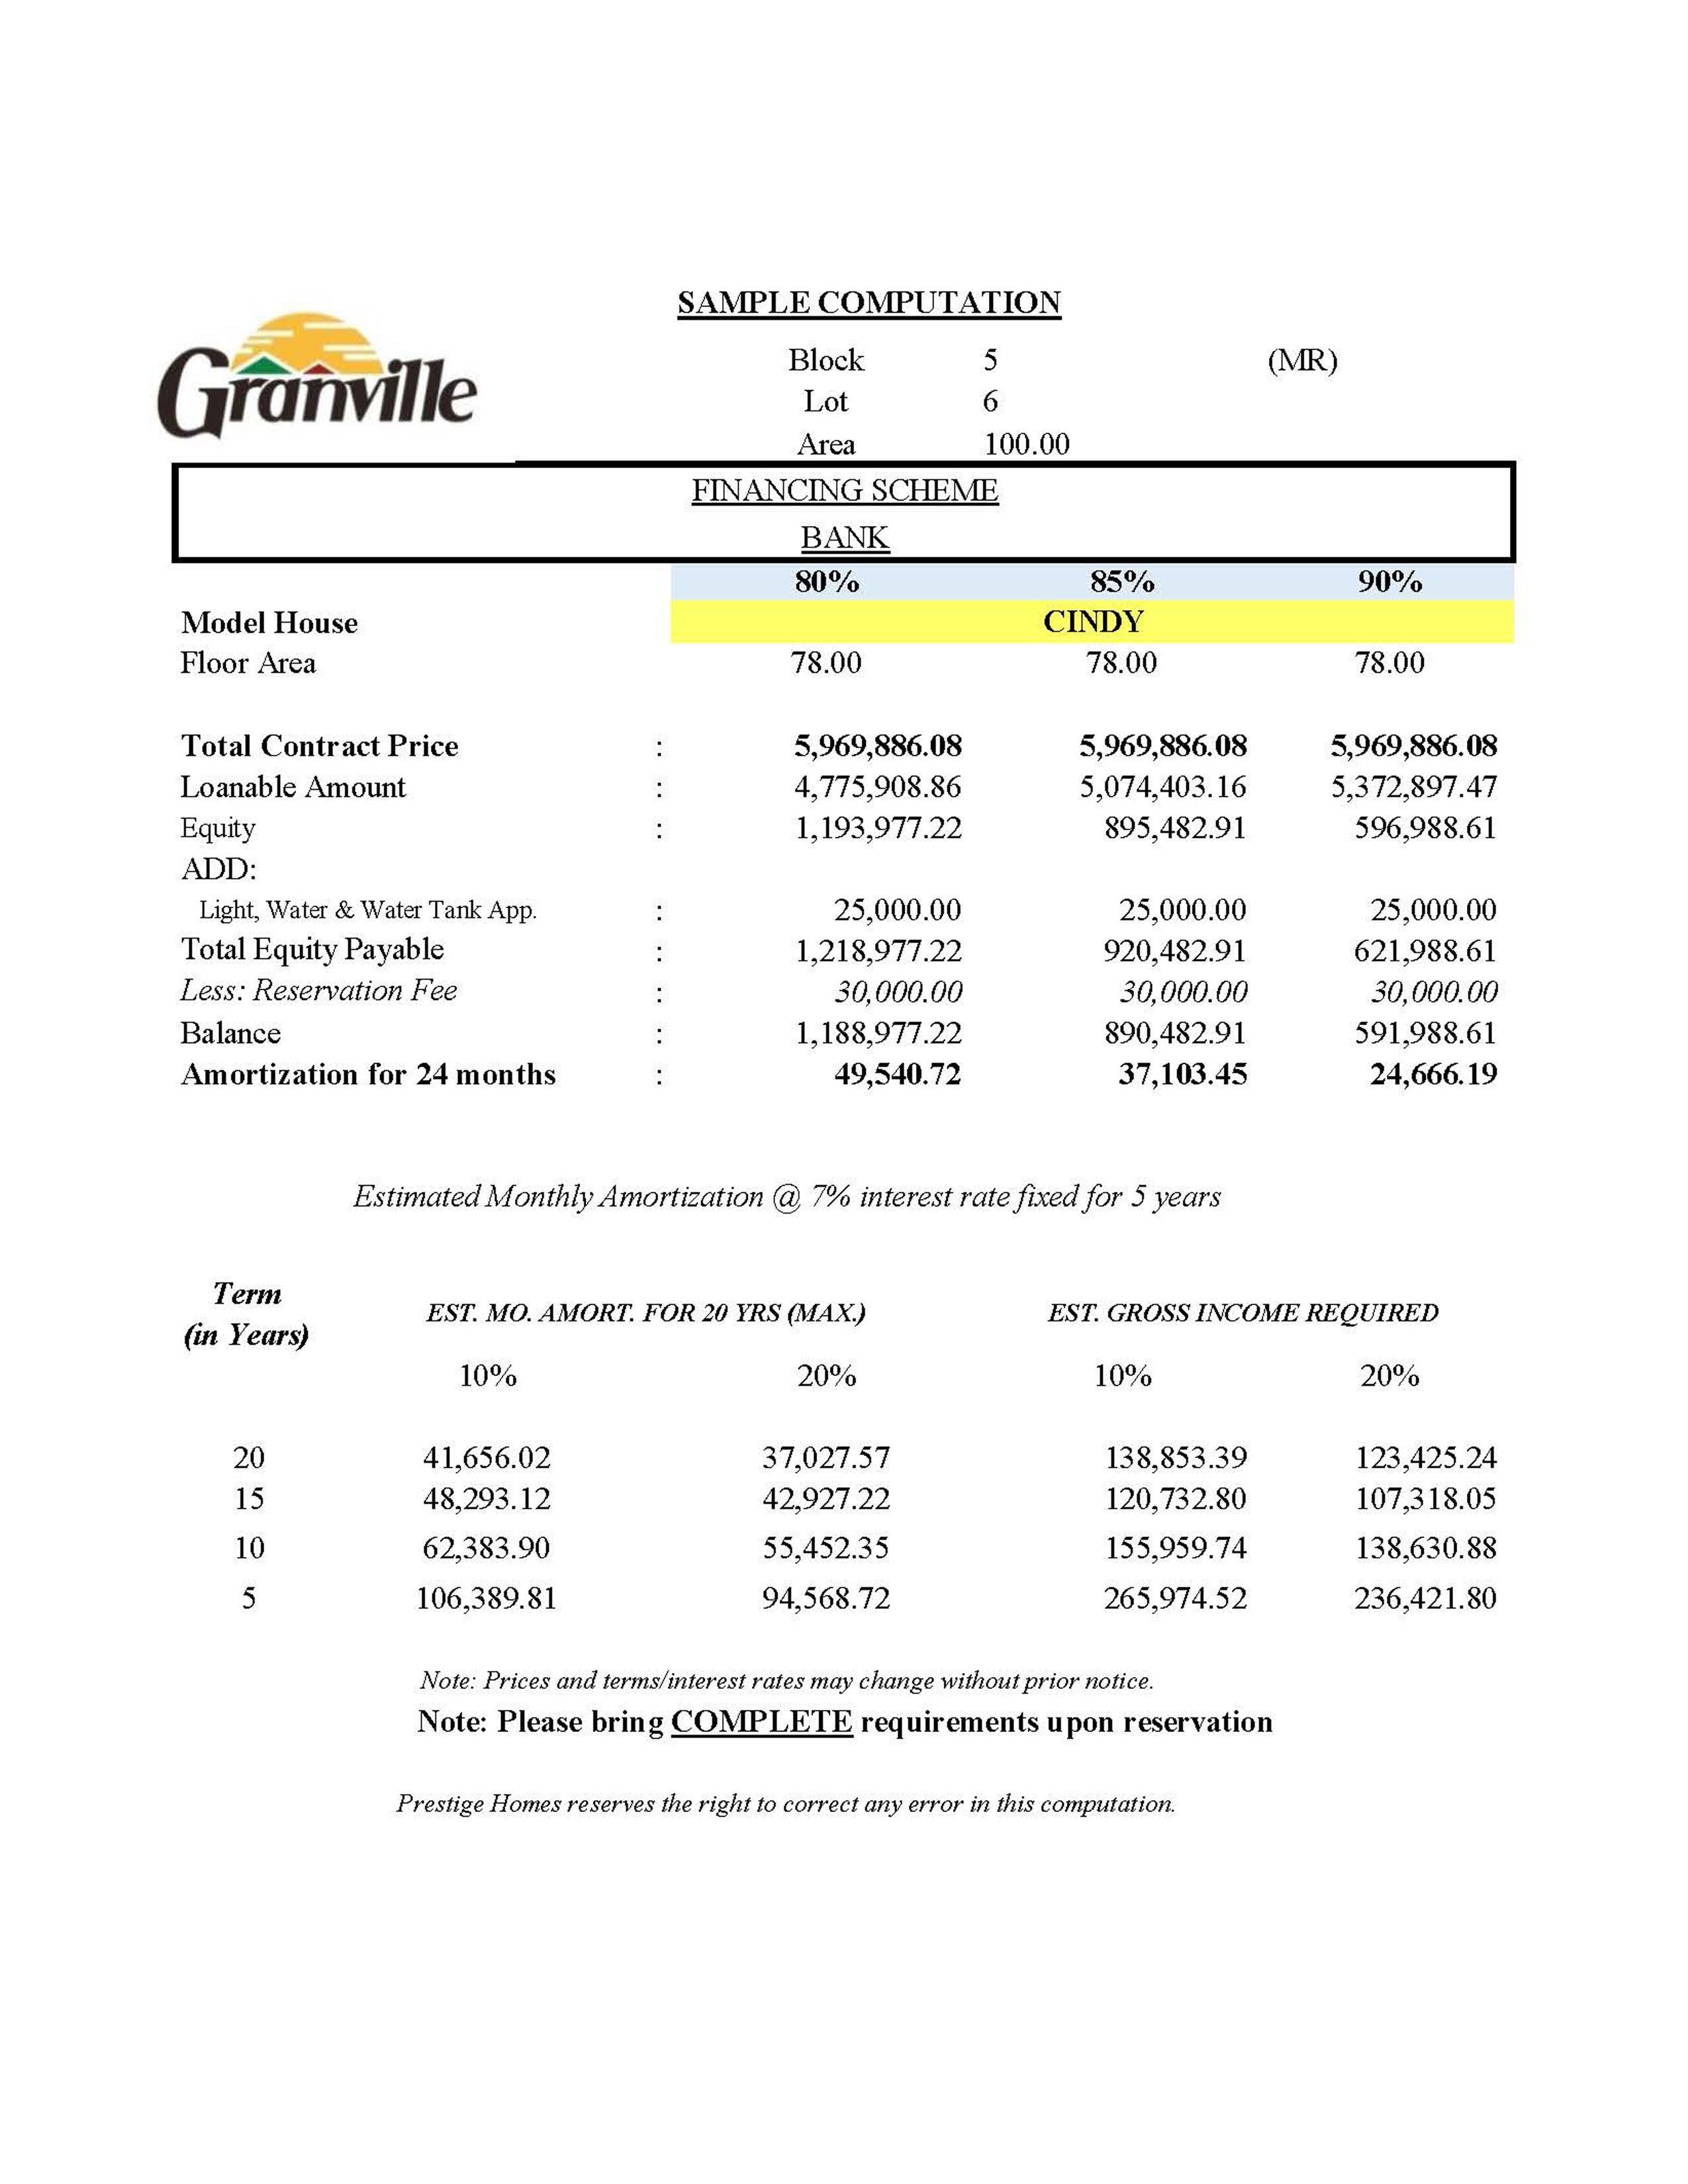 SAMPLE COMPUTATION
Granville
Block 5 (MR)
Lot 6
Area 100.00
FINANCING SCHEME
BANK
80% 85% 90%
Model House CINDY
Floor Area 78.00 78.00 78.00
Total Contract Price : 5,969,886.08 5,969,886.08 5,969,886.08
Loanable Amount : 4,775,908.86 5,074,403.16 5,372,897.47
Equity : 1,193,977.22 895,482.91 596,988.61
ADD:
Light, Water & Water Tank App. : 25,000.00 25,000.00 25,000.00
Total Equity Payable : 1,218,977.22 920,482.91 621,988.61
Less: Reservation Fee : 30,000.00 30,000.00 30,000.00
Balance : 1,188,977.22 890,482.91 591,988.61
Amortization for 24 months : 49,540.72 37,103.45 24,666.19
Estimated Monthly Amortization @ 7% interest rate fixed for 5 years
Term
(in Years)
EST. MO. AMORT. FOR 20 YRS (MAX.) EST. GROSS INCOME REQUIRED
10% 20% 10% 20%
20 41,656.02 37,027.57 138,853.39 123,425.24
15 48,293.12 42,927.22 120,732.80 107,318.05
10 62,383.90 55,452.35 155,959.74 138,630.88
5 106,389.81 94,568.72 265,974.52 236,421.80
Note: Prices and terms/interest rates may change without prior notice.
Note: Please bring COMPLETE requirements upon reservation
Prestige Homes reserves the right to correct any error in this computation.